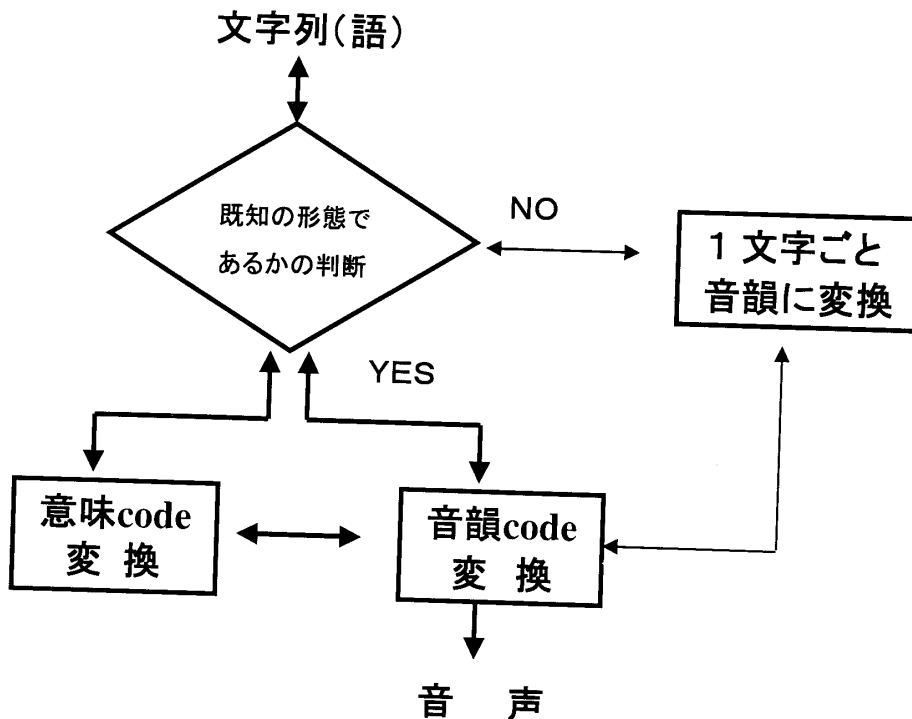 文字列(語)
既知の形態で
あるかの判断
NO
1文字ごと
音韻に変換
YES
意味code
変換
音韻code
変換
音声